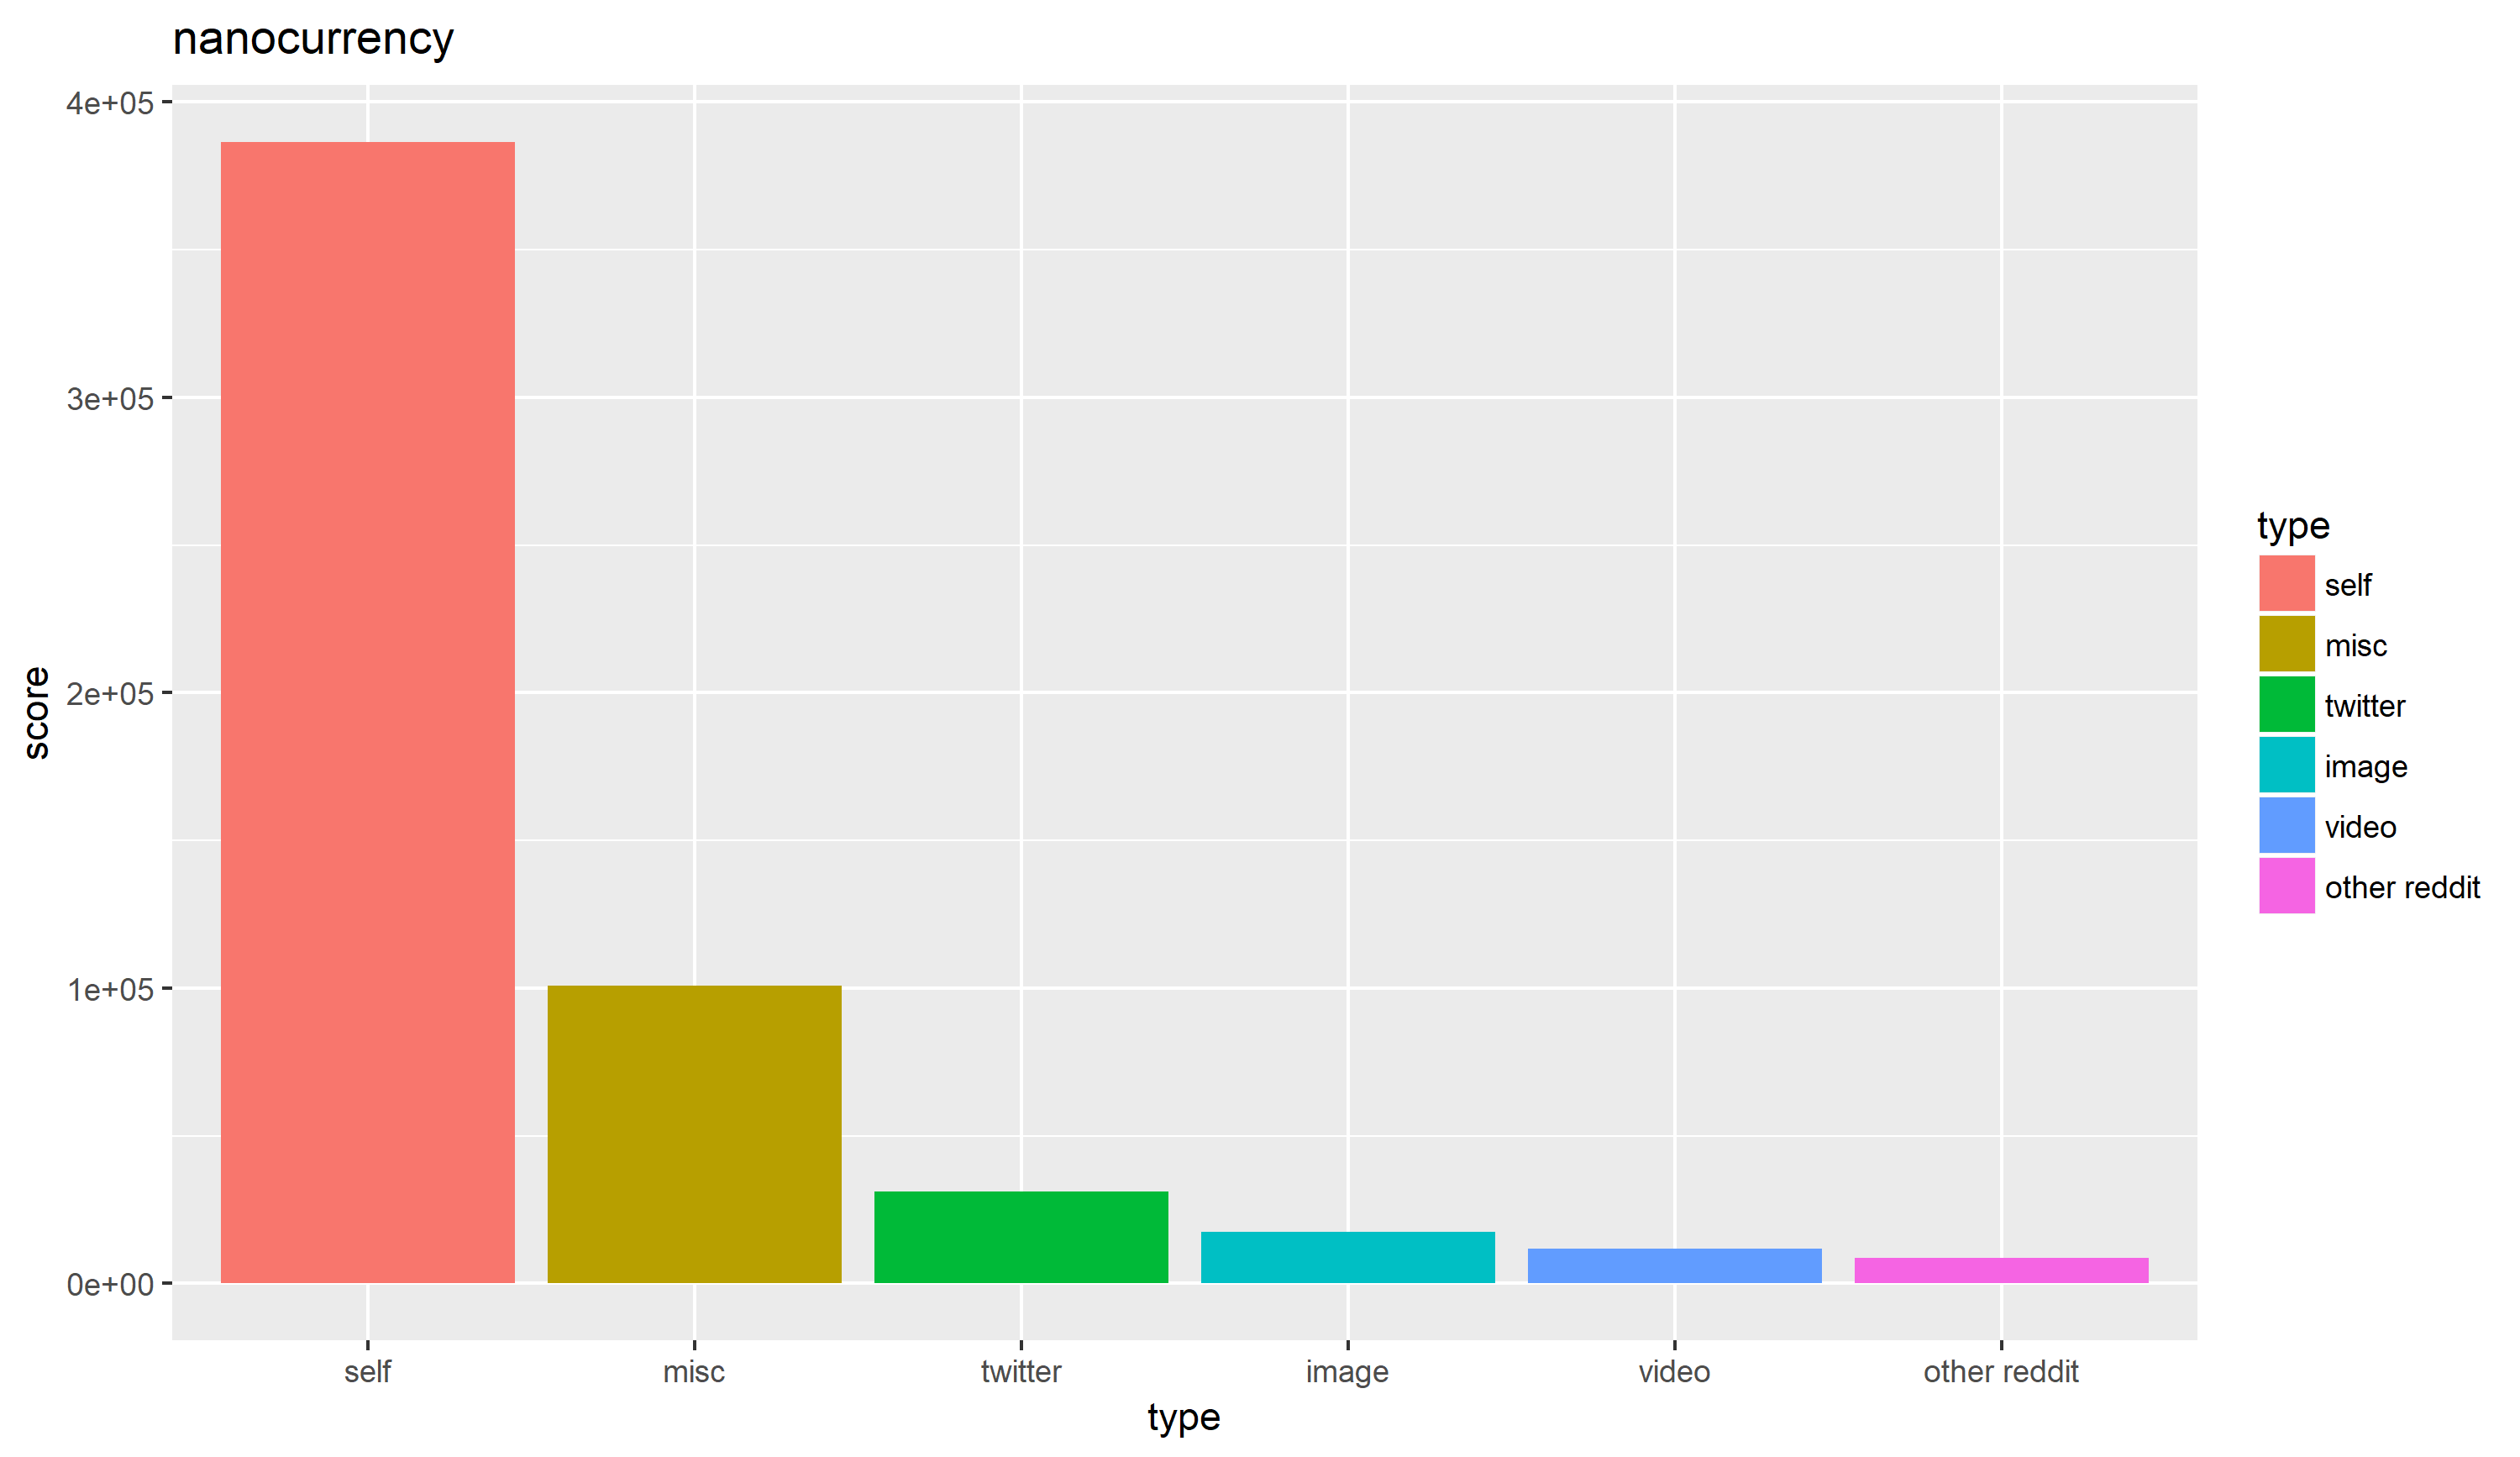 nanocurrency
4e+05
3e+05
2e+05
1e+05
0e+00
score
self
misc
twitter
image
video
other reddit
type
type
self
misc
twitter
image
video
other reddit